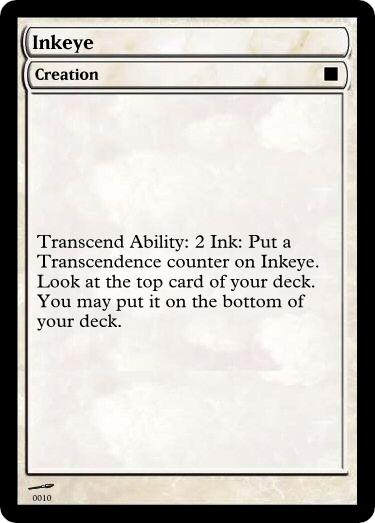 Inkeye
Creation
Transcend Ability: 2 Ink: Put a
Transcendence counter on Inkeye.
Look at the top card of your deck.
You may put it on the bottom of
your deck.
0010